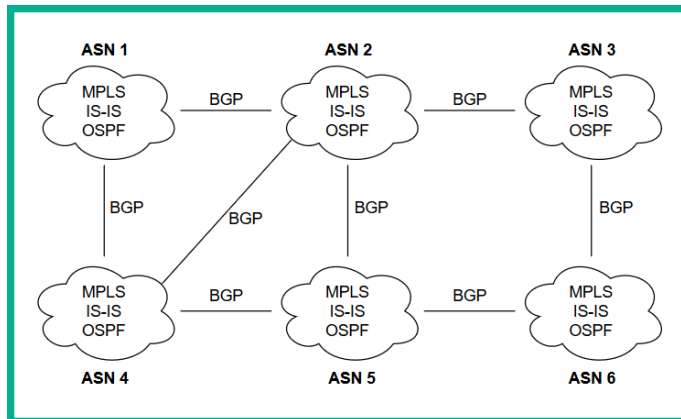 ASN 1
ASN 2
ASN 3
MPLS
IS-IS
OSPF
BGP
MPLS
IS-IS
OSPF
BGP
MPLS
IS-IS
OSPF
BGP
BGP
BGP
BGP
MPLS
IS-IS
OSPF
BGP
MPLS
IS-IS
OSPF
BGP
MPLS
IS-IS
OSPF
ASN 4
ASN 5
ASN 6